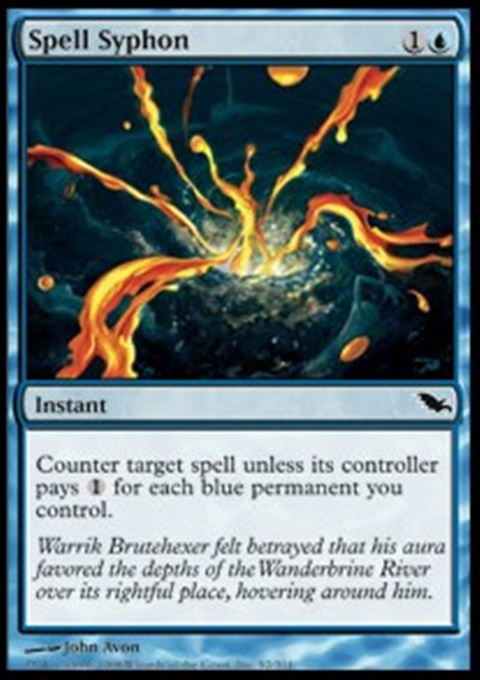 Spell Syphon 1
Instant
Counter target spell unless its controller
pays 1 for each blue permanent you
control.
Warrik Brutehexer felt betrayed that his aura
favored the depths of the Wanderbrine River
over its rightful place, hovering around him.
John Avon